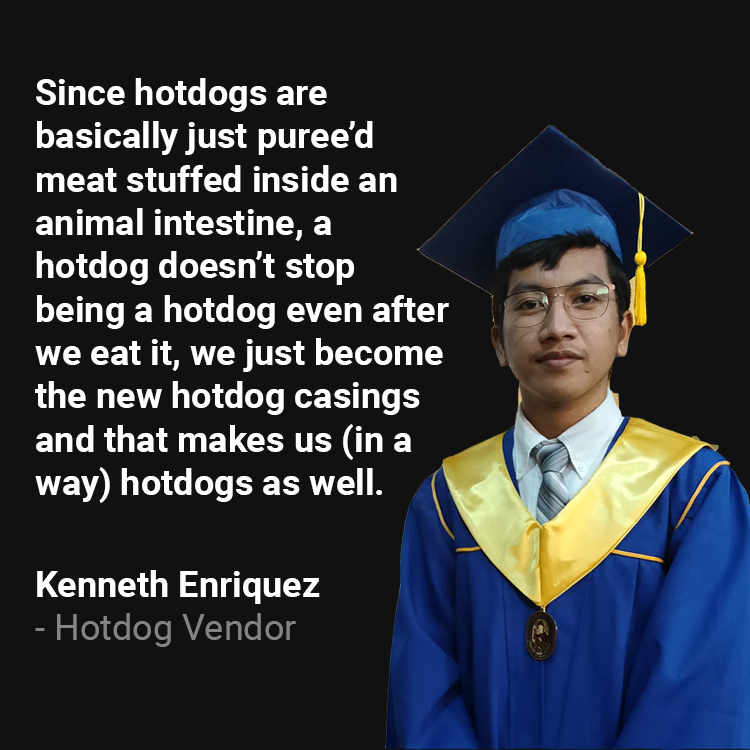 Since hotdogs are
basically just puree’d
meat stuffed inside an
animal intestine, a
hotdog doesn’t stop
being a hotdog even after
we eat it, we just become
the new hotdog casings
and that makes us (in a
way) hotdogs as well.
Kenneth Enriquez
- Hotdog Vendor